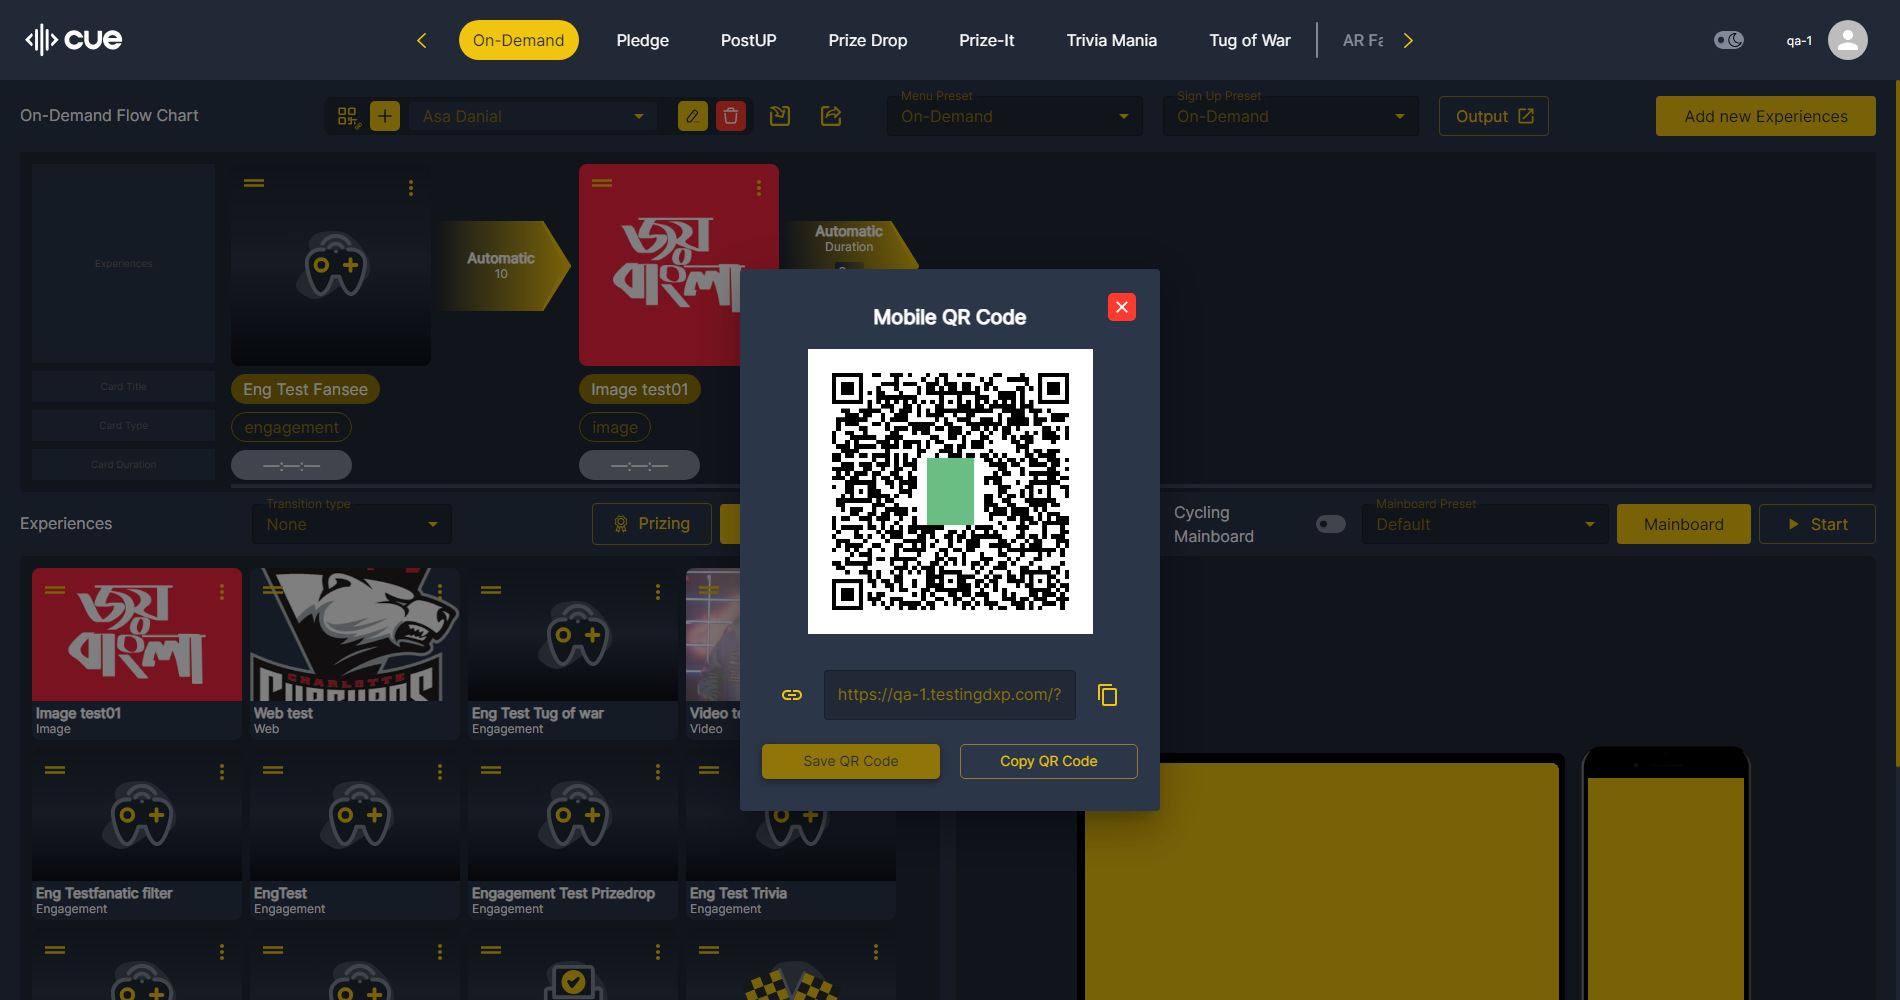 cue
On-Demand
Pledge
PostUP
Prize Drop
Prize-It
Trivia Mania
Tug of War
AR Fa
qa-1
On-Demand Flow Chart
Asa Danial
Menu Preset
On-Demand
Sign Up Preset
On-Demand
Output
Add new Experiences
Experiences
Automatic
10
জয়
বাংলা
Automatic
Duration
Card Title
Eng Test Fansee
Image test01
Card Type
engagement
image
Card Duration
—:—:—
—:—:—
Mobile QR Code
https://qa-1.testingdxp.com/?
Save QR Code
Copy QR Code
Experiences
Transition type
None
Prizing
Cycling
Mainboard
Mainboard Preset
Default
Mainboard
Start
জয়
বাংলা
CHARLOTTE
Image test01
Image
Web test
Web
Eng Test Tug of war
Engagement
Video te
Video
Eng Testfanatic filter
Engagement
EngTest
Engagement
Engagement Test Prizedrop
Engagement
Eng Test Trivia
Engagement